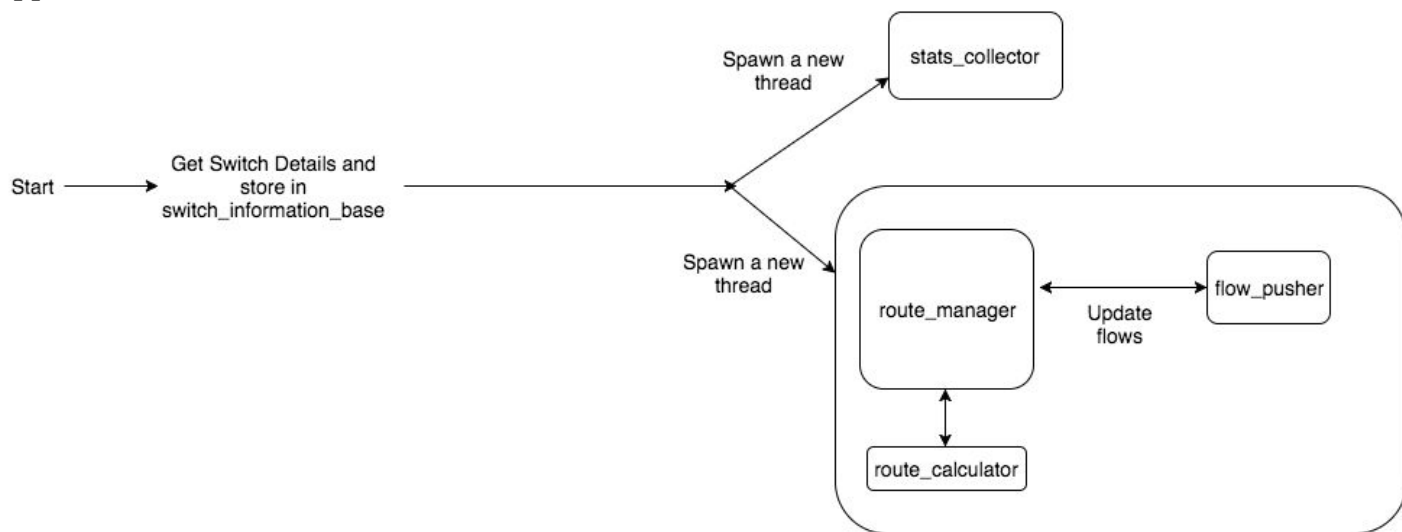 Spawn a new
thread
stats_collector
Start
Get Switch Details and
store in
switch_information_base
Spawn a new
thread
route_manager
Update
flows
flow_pusher
route_calculator